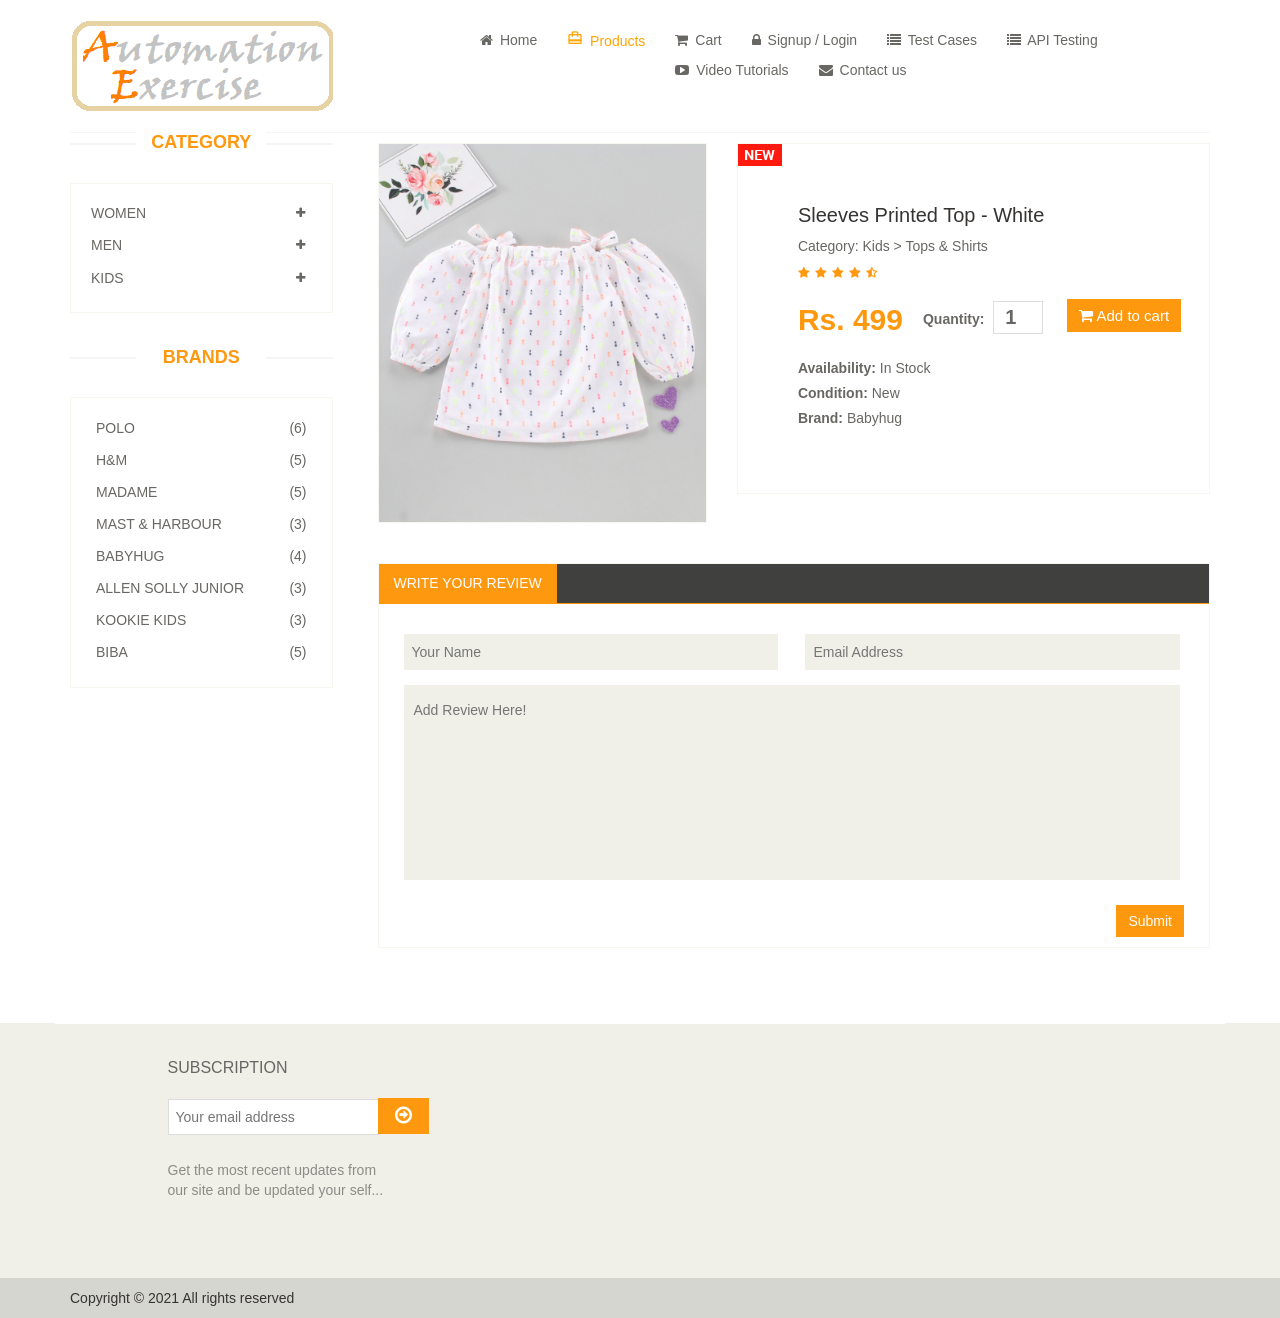 Automation
Exercise
Home
Products
Cart
Signup / Login
Test Cases
API Testing
Video Tutorials
Contact us
CATEGORY
WOMEN
MEN
KIDS
BRANDS
POLO (6)
H&M (5)
MADAME (5)
MAST & HARBOUR (3)
BABYHUG (4)
ALLEN SOLLY JUNIOR (3)
KOOKIE KIDS (3)
BIBA (5)
NEW
Sleeves Printed Top - White
Category: Kids > Tops & Shirts
Rs. 499 Quantity: 1 Add to cart
Availability: In Stock
Condition: New
Brand: Babyhug
WRITE YOUR REVIEW
Your Name
Email Address
Add Review Here!
Submit
SUBSCRIPTION
Your email address
Get the most recent updates from
our site and be updated your self...
Copyright © 2021 All rights reserved